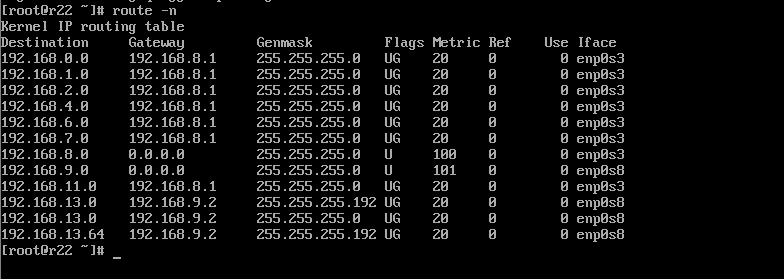 [root@r22 ~]# route -n
Kernel IP routing table
Destination     Gateway         Genmask         Flags Metric Ref    Use Iface
192.168.0.0     192.168.8.1     255.255.255.0   UG    20     0        0 enp0s3
192.168.1.0     192.168.8.1     255.255.255.0   UG    20     0        0 enp0s3
192.168.2.0     192.168.8.1     255.255.255.0   UG    20     0        0 enp0s3
192.168.4.0     192.168.8.1     255.255.255.0   UG    20     0        0 enp0s3
192.168.6.0     192.168.8.1     255.255.255.0   UG    20     0        0 enp0s3
192.168.7.0     192.168.8.1     255.255.255.0   UG    20     0        0 enp0s3
192.168.8.0     0.0.0.0         255.255.255.0   U     100    0        0 enp0s3
192.168.9.0     0.0.0.0         255.255.255.0   U     101    0        0 enp0s8
192.168.11.0    192.168.8.1     255.255.255.0   UG    20     0        0 enp0s3
192.168.13.0    192.168.9.2     255.255.255.192 UG    20     0        0 enp0s8
192.168.13.0    192.168.9.2     255.255.255.0   UG    20     0        0 enp0s8
192.168.13.64   192.168.9.2     255.255.255.192 UG    20     0        0 enp0s8
[root@r22 ~]# _